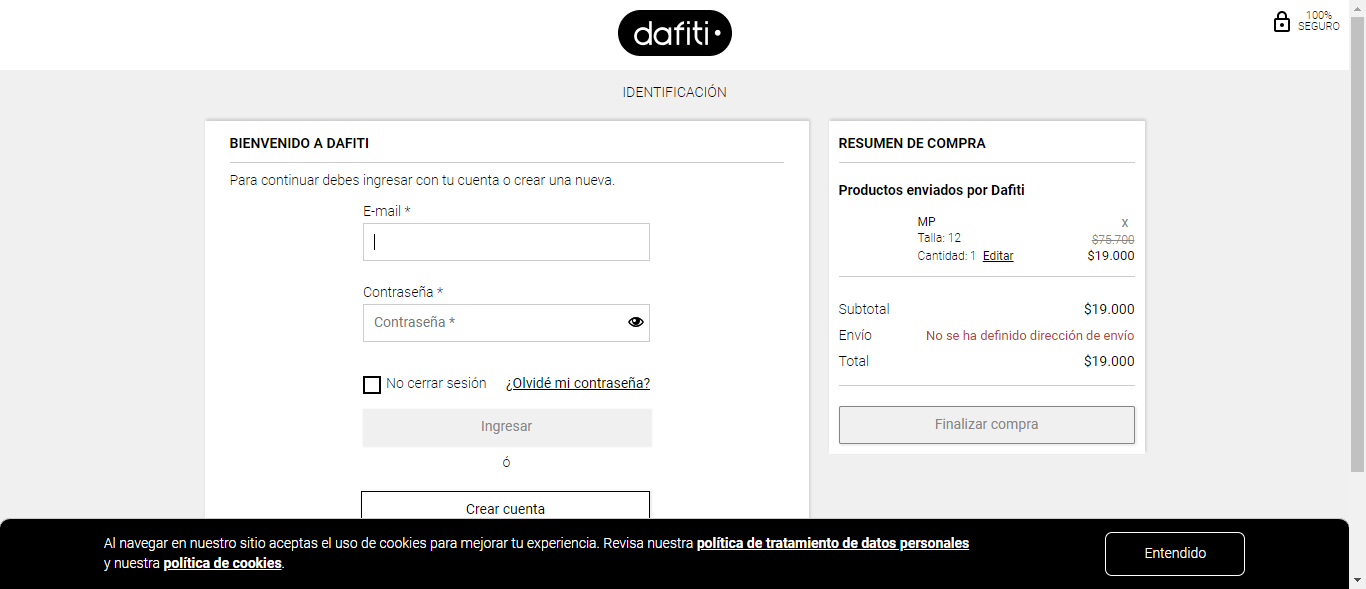 dafiti
100%
SEGURO
IDENTIFICACIÓN
BIENVENIDO A DAFITI
Para continuar debes ingresar con tu cuenta o crear una nueva.
E-mail *
Contraseña *
Contraseña *
No cerrar sesión ¿Olvidé mi contraseña?
Ingresar
ó
Crear cuenta
RESUMEN DE COMPRA
Productos enviados por Dafiti
MP X
Talla: 12 $75.700
Cantidad: 1 Editar $19.000
Subtotal $19.000
Envío No se ha definido dirección de envío
Total $19.000
Finalizar compra
Al navegar en nuestro sitio aceptas el uso de cookies para mejorar tu experiencia. Revisa nuestra política de tratamiento de datos personales
y nuestra política de cookies.
Entendido